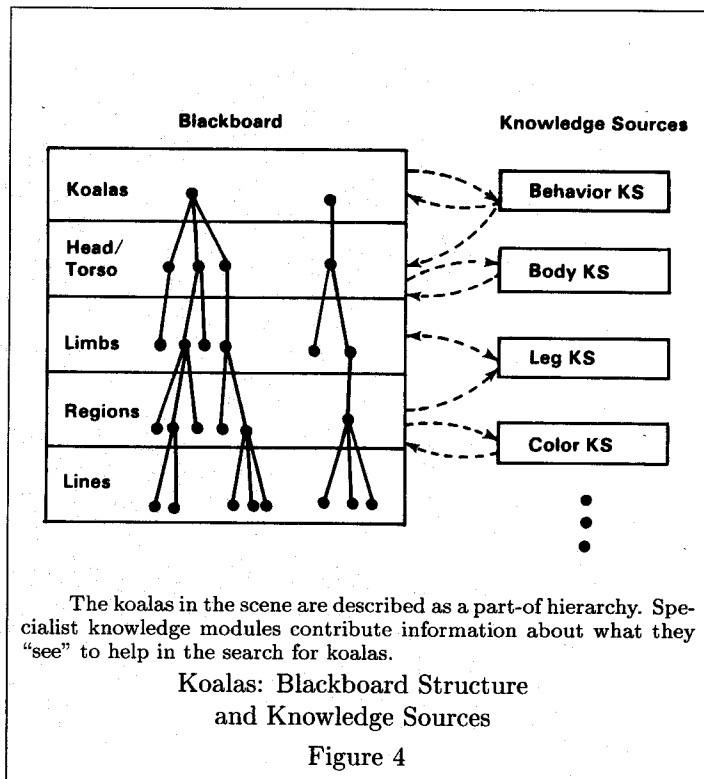 Blackboard
Knowledge Sources
Koalas
Behavior KS
Head/
Torso
Body KS
Limbs
Leg KS
Regions
Color KS
Lines
The koalas in the scene are described as a part-of hierarchy. Spe-
cialist knowledge modules contribute information about what they
“see” to help in the search for koalas.
Koalas: Blackboard Structure
and Knowledge Sources
Figure 4